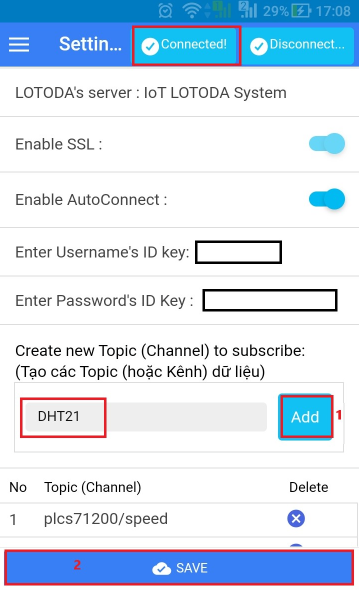 29% 17:08
Settin... Connected! Disconnect...
LOTODA's server : IoT LOTODA System
Enable SSL :
Enable AutoConnect :
Enter Username's ID key:
Enter Password's ID Key :
Create new Topic (Channel) to subscribe:
(Tạo các Topic (hoặc Kênh) dữ liệu)
DHT21 Add 1
No Topic (Channel) Delete
1 plcs71200/speed
2 SAVE